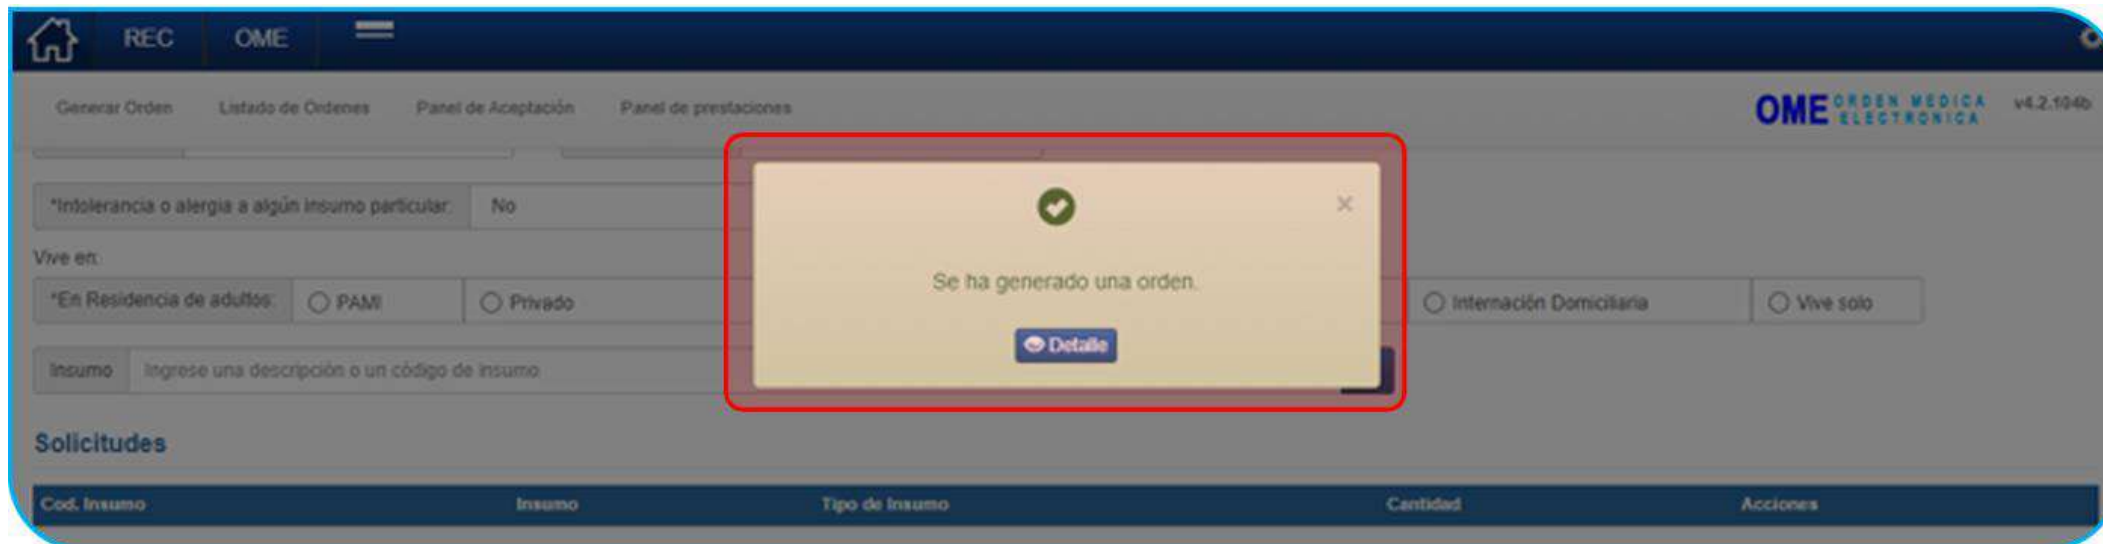 REC OME
Generar Orden Listado de Ordenes Panel de Aceptación Panel de prestaciones
OME ORDEN MEDICA ELECTRONICA v4.2.104b
*Intolerancia o alergia a algún insumo particular: No
Se ha generado una orden.
Detalle
Vive en:
*En Residencia de adultos: PAMI Privado Internación Domiciliaria Vive solo
Insumo Ingrese una descripción o un código de insumo
Solicitudes
Cod. Insumo Insumo Tipo de Insumo Cantidad Acciones